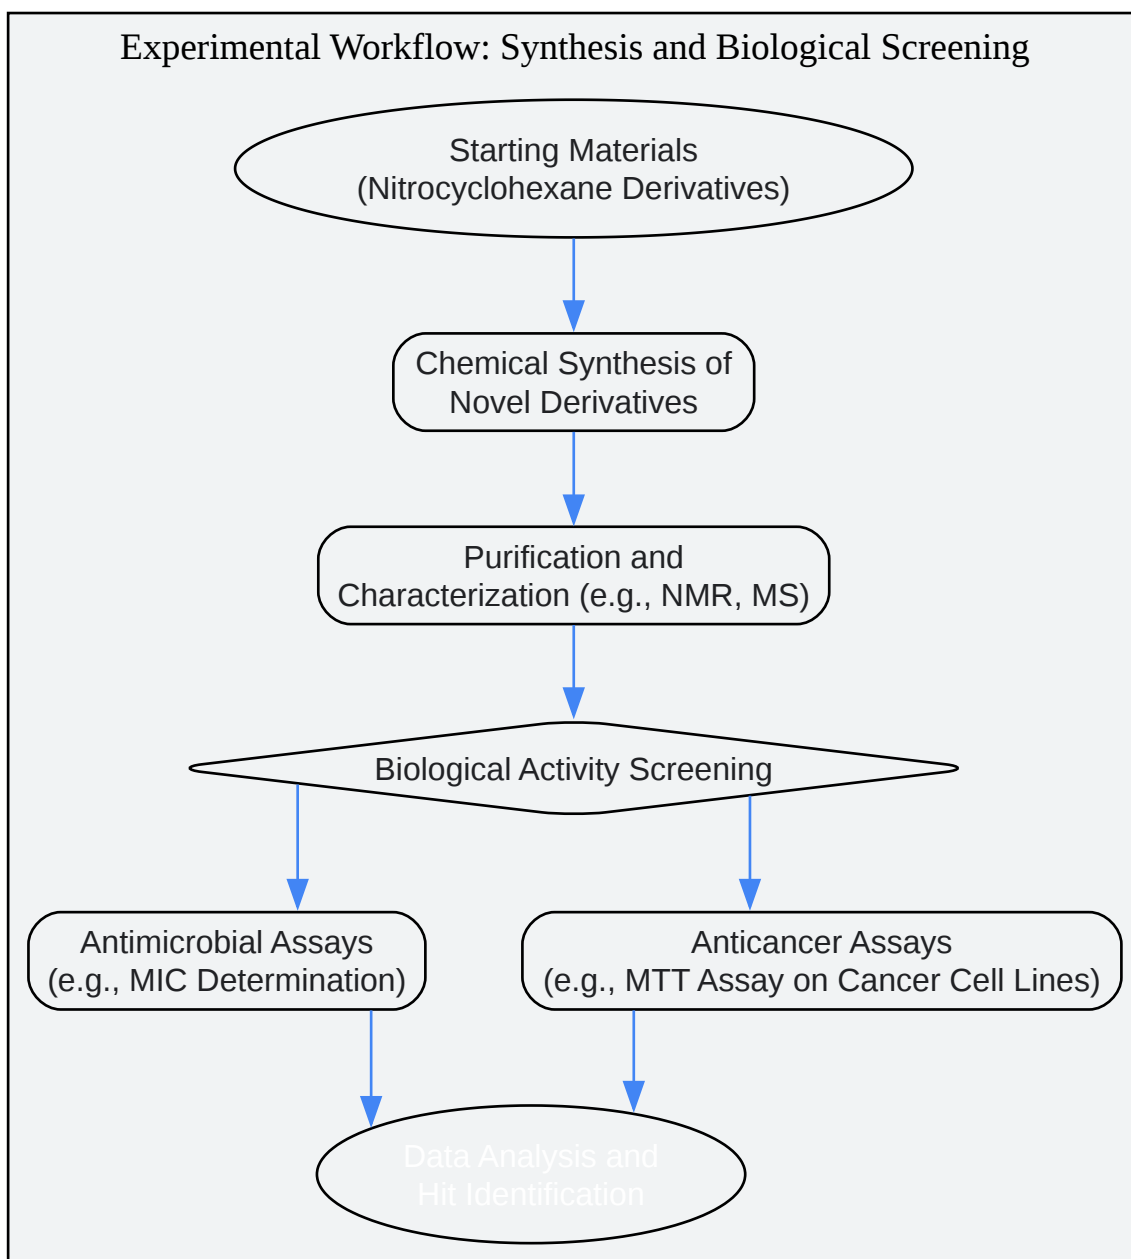 Experimental Workflow: Synthesis and Biological Screening
Starting Materials
(Nitrocyclohexane Derivatives)
Chemical Synthesis of
Novel Derivatives
Purification and
Characterization (e.g., NMR, MS)
Biological Activity Screening
Antimicrobial Assays
(e.g., MIC Determination)
Anticancer Assays
(e.g., MTT Assay on Cancer Cell Lines)
Data Analysis and
Hit Identification